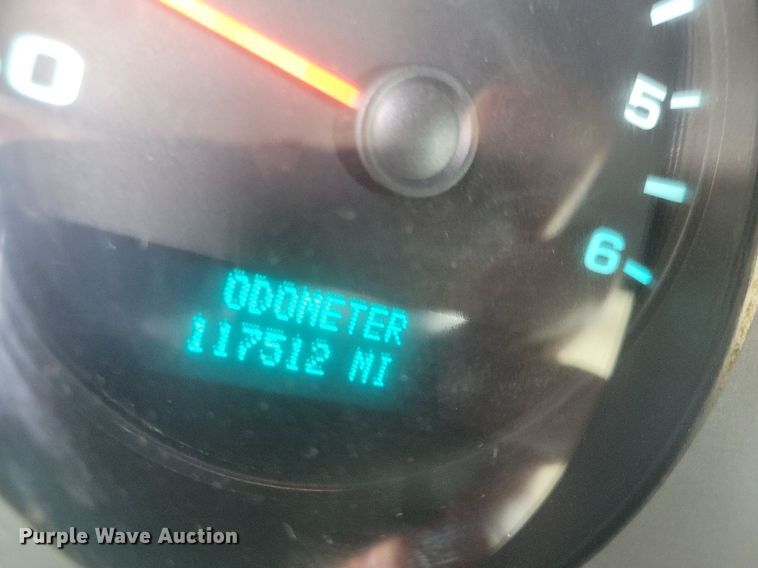 0
5
6
ODOMETER
117512 MI
Purple Wave Auction